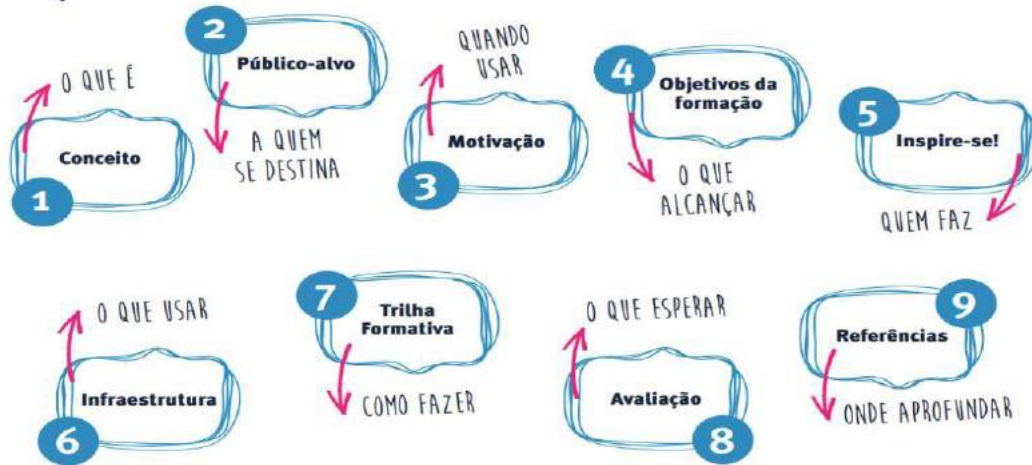 O QUE É
Conceito
1
2
Público-alvo
A QUEM
SE DESTINA
QUANDO
USAR
Motivação
3
4
Objetivos da
formação
O QUE
ALCANÇAR
5
Inspire-se!
QUEM FAZ
O QUE USAR
Infraestrutura
6
7
Trilha
Formativa
COMO FAZER
O QUE ESPERAR
Avaliação
8
9
Referências
ONDE APROFUNDAR